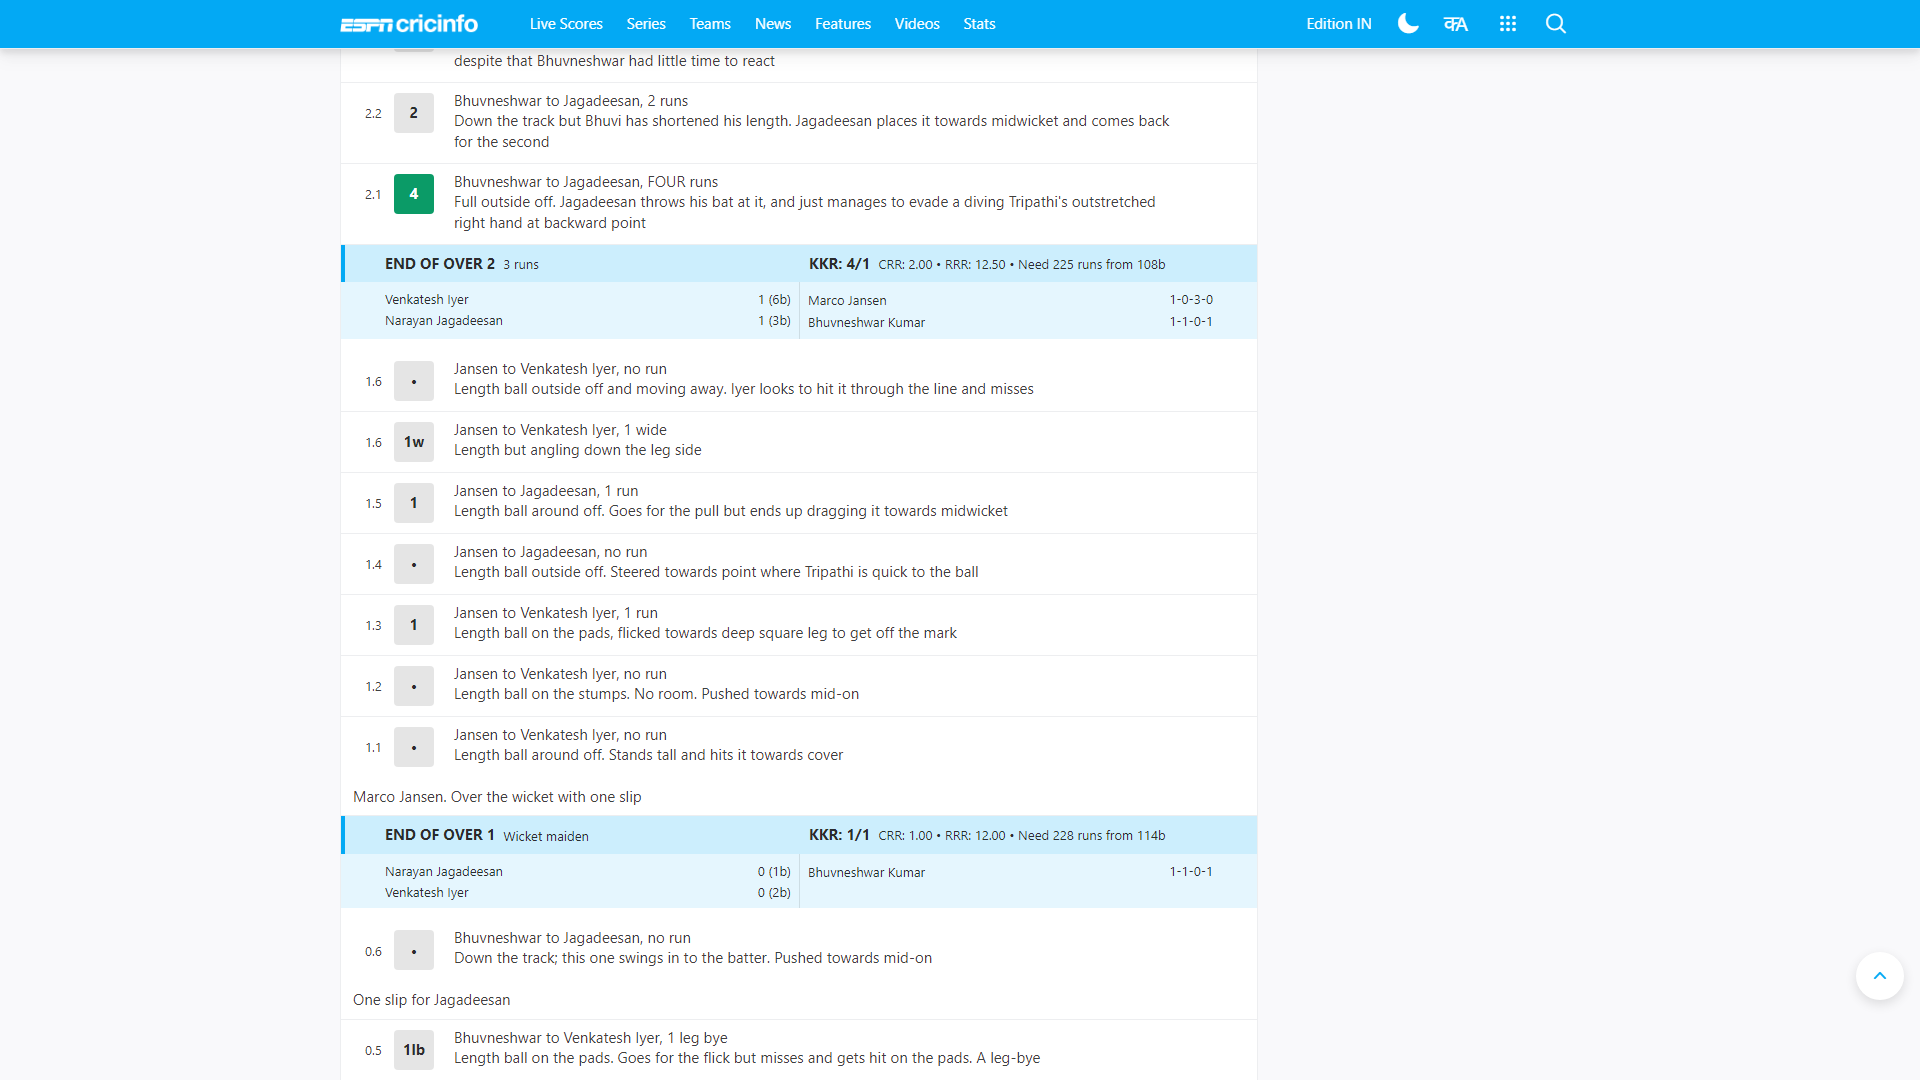 ESPN cricinfo Live Scores Series Teams News Features Videos Stats Edition IN क A
despite that Bhuvneshwar had little time to react
2.2 2 Bhuvneshwar to Jagadeesan, 2 runs
Down the track but Bhuvi has shortened his length. Jagadeesan places it towards midwicket and comes back
for the second
2.1 4 Bhuvneshwar to Jagadeesan, FOUR runs
Full outside off. Jagadeesan throws his bat at it, and just manages to evade a diving Tripathi's outstretched
right hand at backward point
END OF OVER 2 3 runs KKR: 4/1 CRR: 2.00 • RRR: 12.50 • Need 225 runs from 108b
Venkatesh Iyer 1 (6b) Marco Jansen 1-0-3-0
Narayan Jagadeesan 1 (3b) Bhuvneshwar Kumar 1-1-0-1
1.6 • Jansen to Venkatesh Iyer, no run
Length ball outside off and moving away. Iyer looks to hit it through the line and misses
1.6 1w Jansen to Venkatesh Iyer, 1 wide
Length but angling down the leg side
1.5 1 Jansen to Jagadeesan, 1 run
Length ball around off. Goes for the pull but ends up dragging it towards midwicket
1.4 • Jansen to Jagadeesan, no run
Length ball outside off. Steered towards point where Tripathi is quick to the ball
1.3 1 Jansen to Venkatesh Iyer, 1 run
Length ball on the pads, flicked towards deep square leg to get off the mark
1.2 • Jansen to Venkatesh Iyer, no run
Length ball on the stumps. No room. Pushed towards mid-on
1.1 • Jansen to Venkatesh Iyer, no run
Length ball around off. Stands tall and hits it towards cover
Marco Jansen. Over the wicket with one slip
END OF OVER 1 Wicket maiden KKR: 1/1 CRR: 1.00 • RRR: 12.00 • Need 228 runs from 114b
Narayan Jagadeesan 0 (1b) Bhuvneshwar Kumar 1-1-0-1
Venkatesh Iyer 0 (2b)
0.6 • Bhuvneshwar to Jagadeesan, no run
Down the track; this one swings in to the batter. Pushed towards mid-on
One slip for Jagadeesan
0.5 1lb Bhuvneshwar to Venkatesh Iyer, 1 leg bye
Length ball on the pads. Goes for the flick but misses and gets hit on the pads. A leg-bye